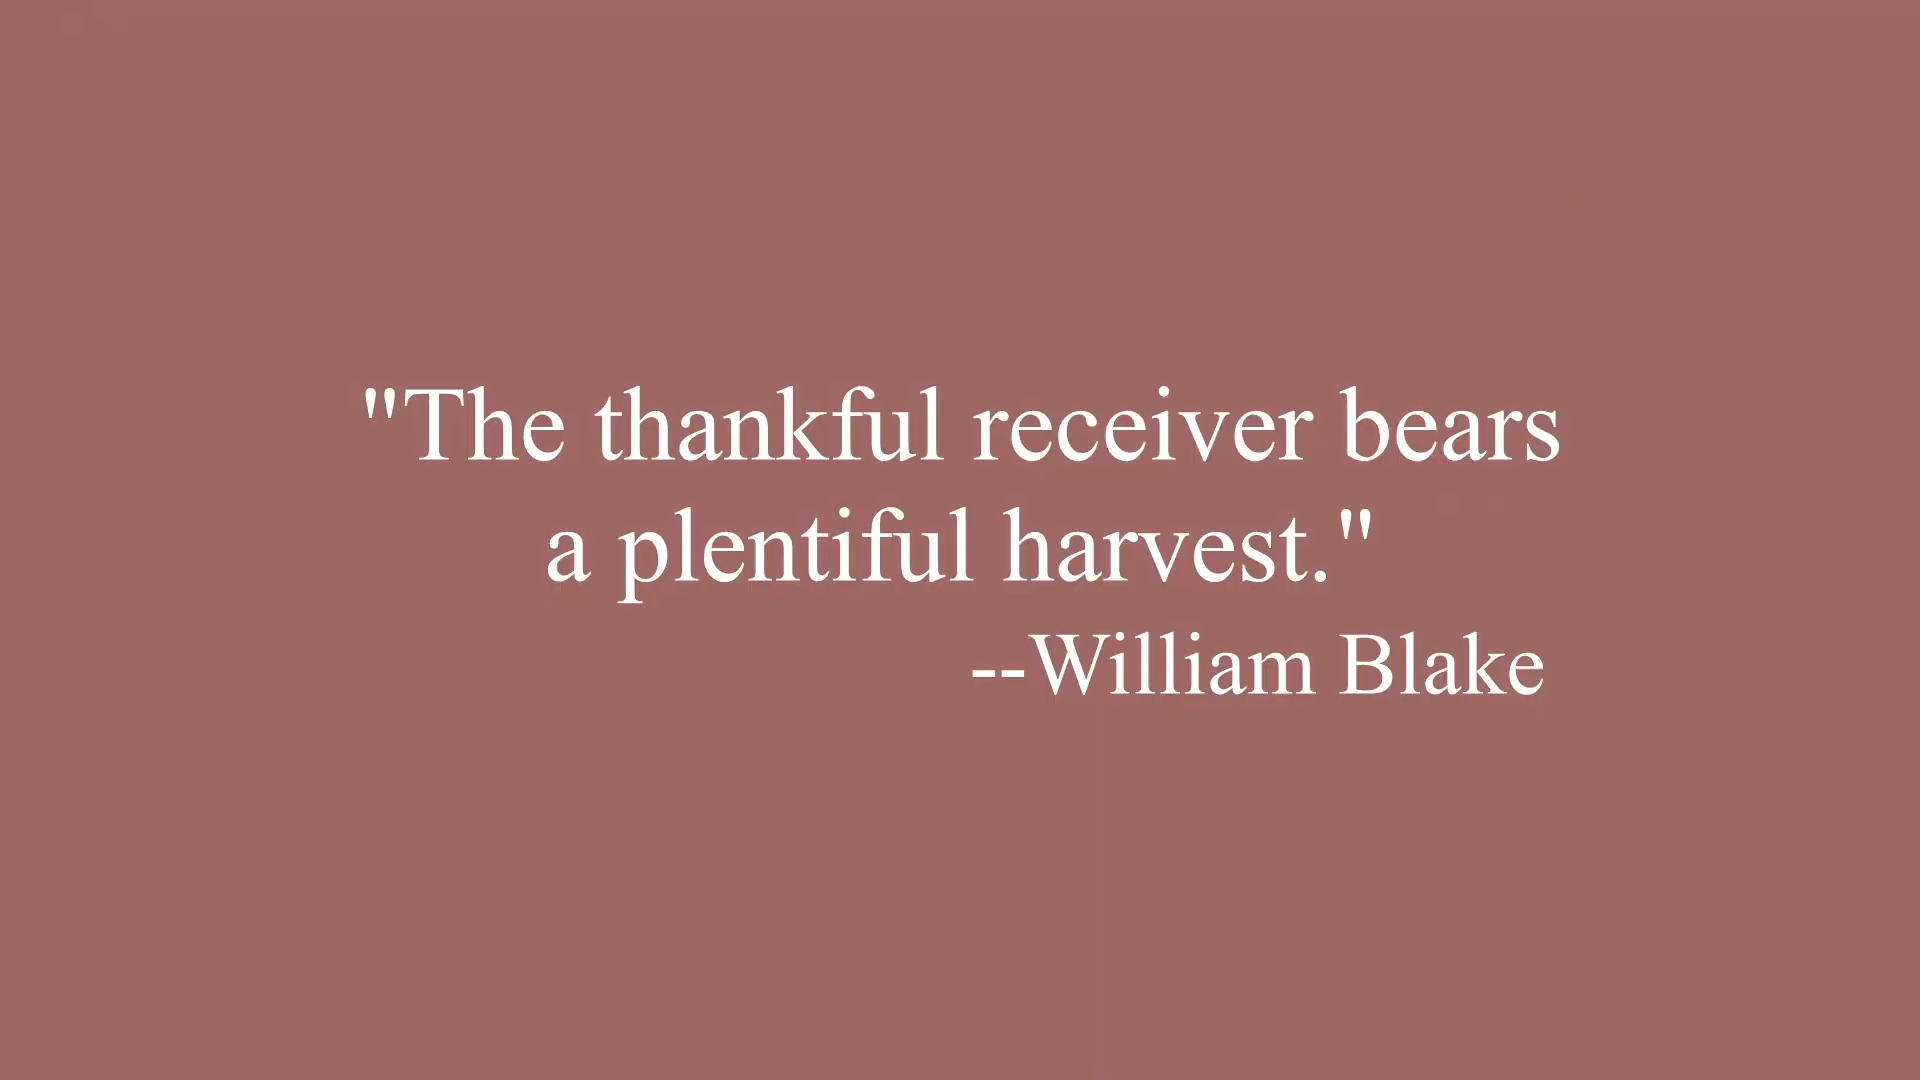 "The thankful receiver bears
a plentiful harvest."
--William Blake